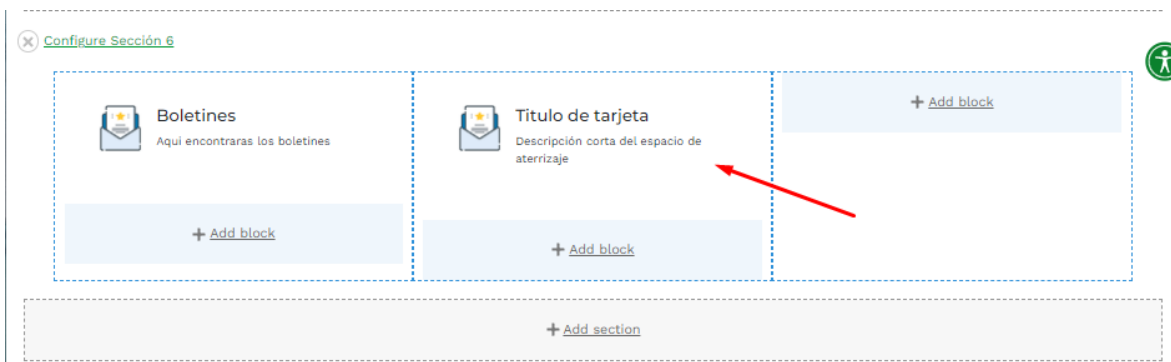 Configure Sección 6
Boletines
Aqui encontraras los boletines
+ Add block
Titulo de tarjeta
Descripción corta del espacio de
aterrizaje
+ Add block
+ Add block
+ Add section